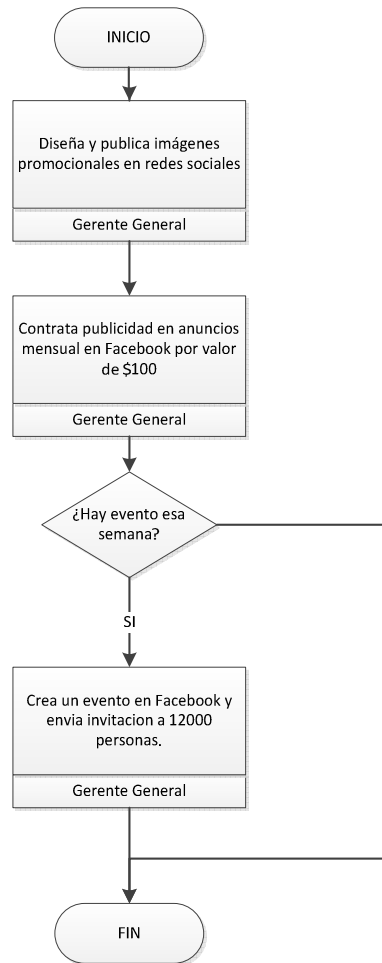 INICIO
Diseña y publica imágenes
promocionales en redes sociales
Gerente General
Contrata publicidad en anuncios
mensual en Facebook por valor
de $100
Gerente General
¿Hay evento esa
semana?
SI
Crea un evento en Facebook y
envia invitacion a 12000
personas.
Gerente General
FIN